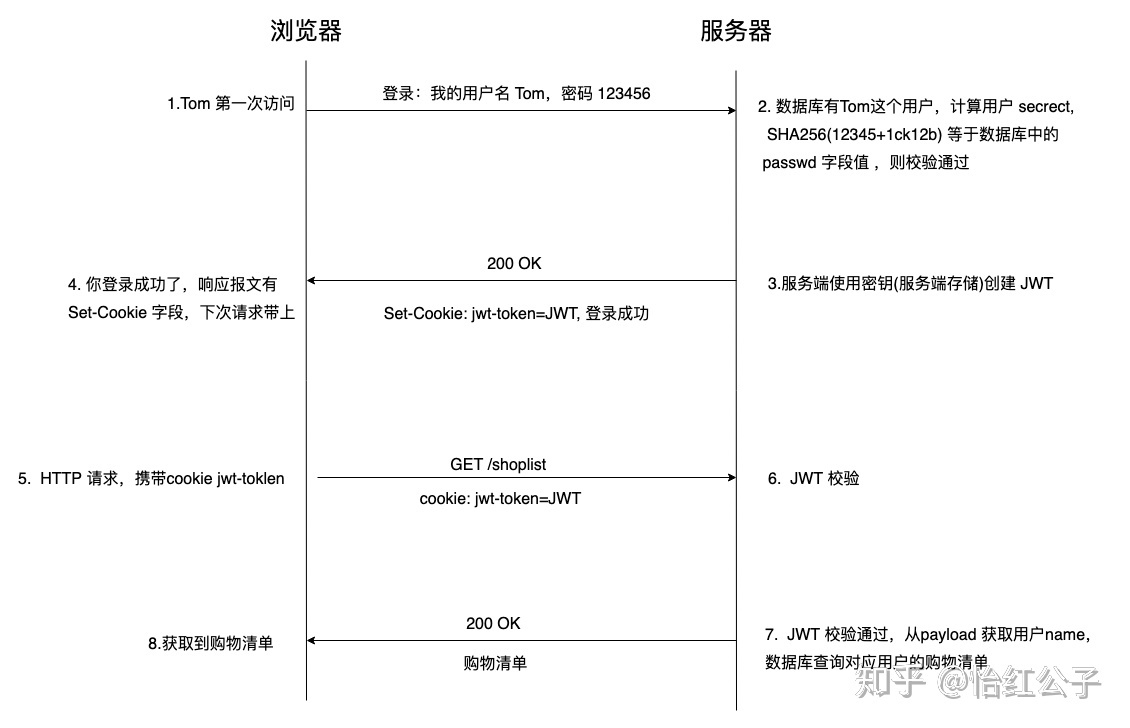 浏览器
服务器
1.Tom 第一次访问
登录：我的用户名 Tom，密码 123456
2. 数据库有Tom这个用户，计算用户 secrect,
SHA256(12345+1ck12b) 等于数据库中的
passwd 字段值 ，则校验通过
200 OK
4. 你登录成功了，响应报文有
Set-Cookie 字段，下次请求带上
Set-Cookie: jwt-token=JWT, 登录成功
3.服务端使用密钥(服务端存储)创建 JWT
5. HTTP 请求，携带cookie jwt-toklen
GET /shoplist
cookie: jwt-token=JWT
6. JWT 校验
200 OK
8.获取到购物清单
购物清单
7. JWT 校验通过，从payload 获取用户name，
数据库查询对应用户的购物清单
知乎 @怡红公子